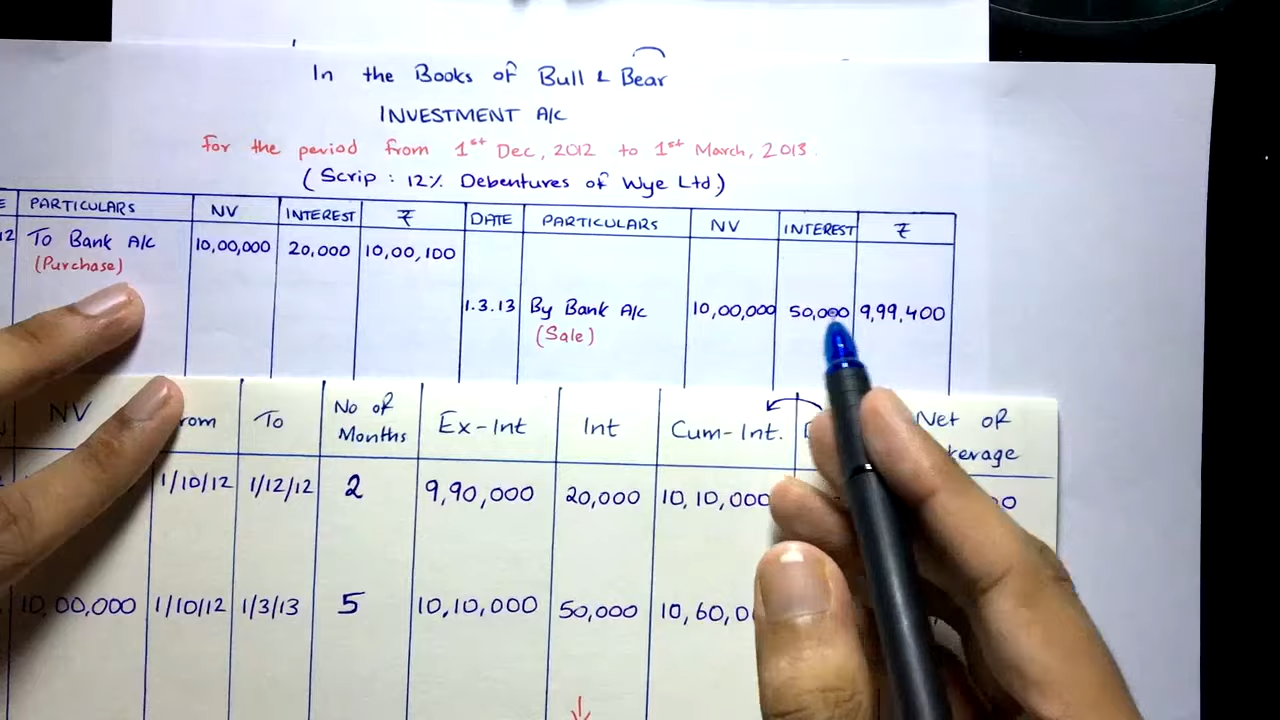 In the Books of Bull & Bear
INVESTMENT A/C
for the period from 1st Dec, 2012 to 1st March, 2013.
(Scrip : 12% Debentures of Wye Ltd)
PARTICULARS NV INTEREST ₹ DATE PARTICULARS NV INTEREST ₹
12 To Bank A/c 10,00,000 20,000 10,00,100
(Purchase)
1.3.13 By Bank A/c 10,00,000 50,000 9,99,400
(Sale)
NV From To No of Months Ex-Int Int Cum-Int. Net of
1/10/12 1/12/12 2 9,90,000 20,000 10,10,000
10,00,000 1/10/12 1/3/13 5 10,10,000 50,000 10,60,0